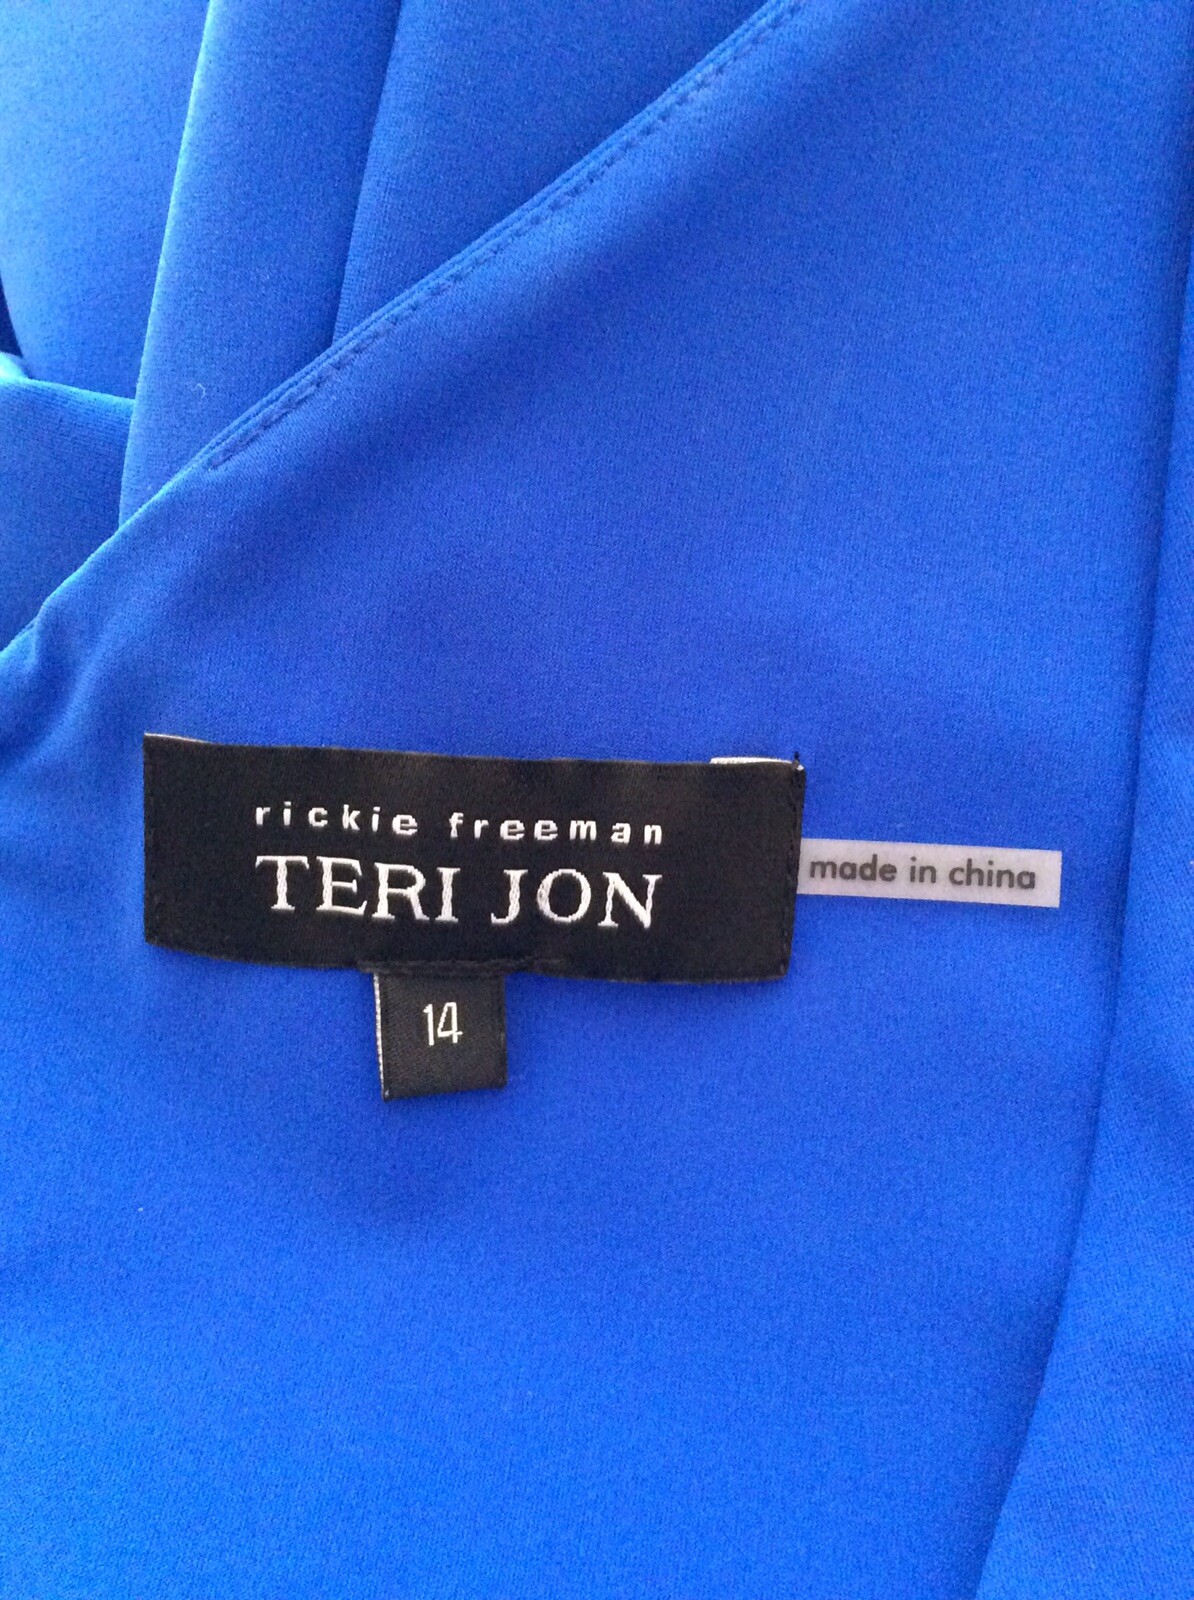 rickie freeman
TERI JON
made in china
14